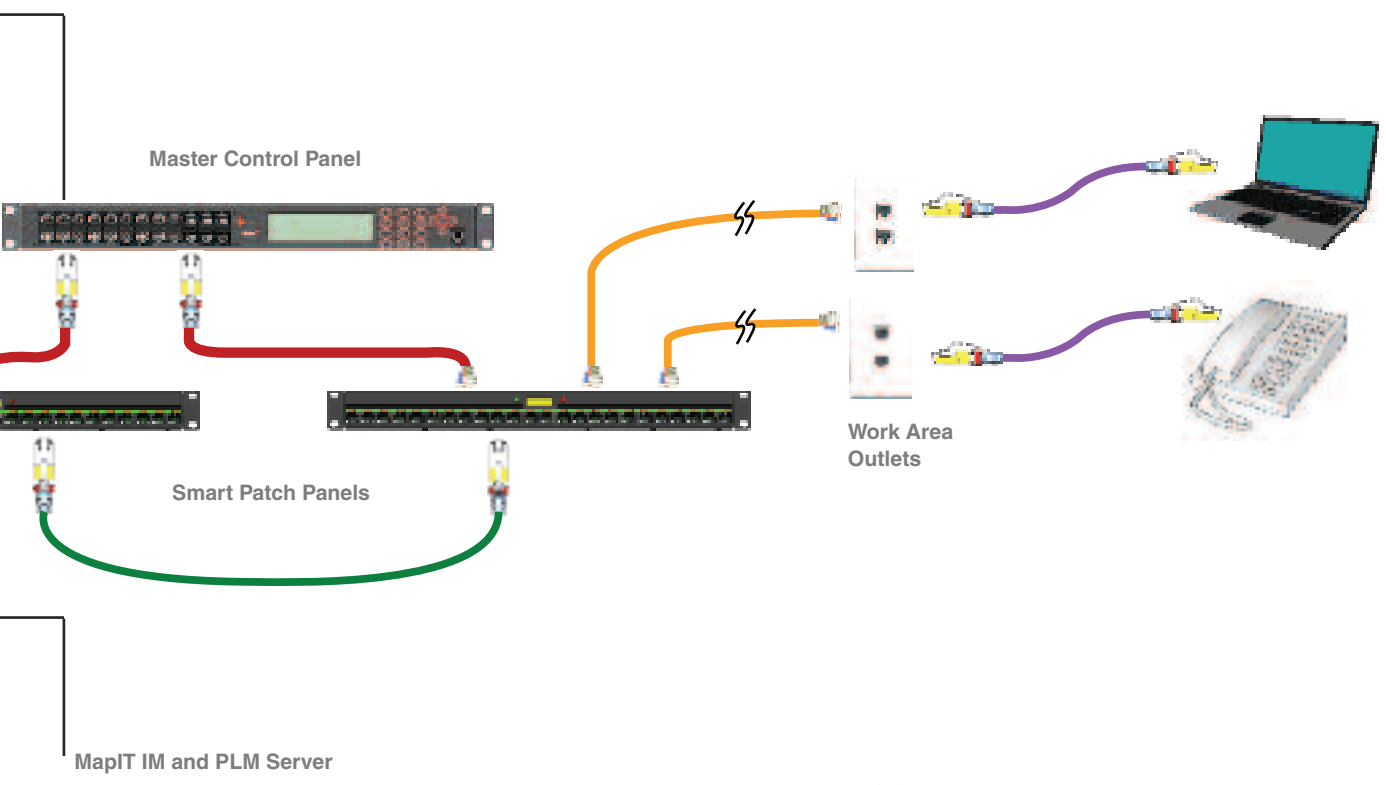 Master Control Panel
Work Area
Outlets
Smart Patch Panels
MapIT IM and PLM Server